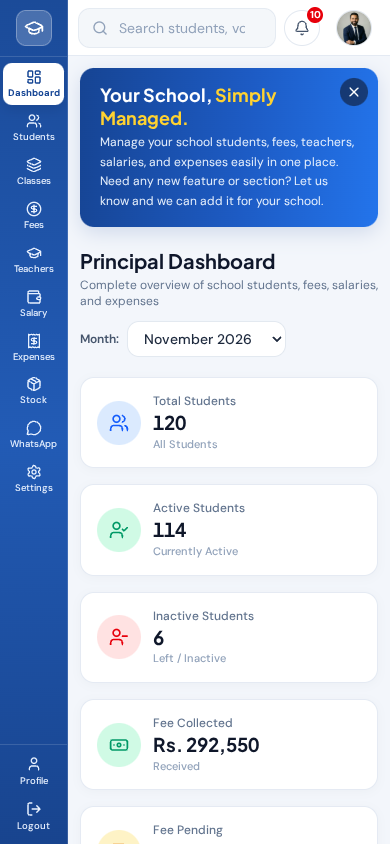 Search students, vc
10
Dashboard
Students
Classes
Fees
Teachers
Salary
Expenses
Stock
WhatsApp
Settings
Profile
Logout
Your School, Simply
Managed.
Manage your school students, fees, teachers,
salaries, and expenses easily in one place.
Need any new feature or section? Let us
know and we can add it for your school.
Principal Dashboard
Complete overview of school students, fees, salaries,
and expenses
Month: November 2026
Total Students
120
All Students
Active Students
114
Currently Active
Inactive Students
6
Left / Inactive
Fee Collected
Rs. 292,550
Received
Fee Pending